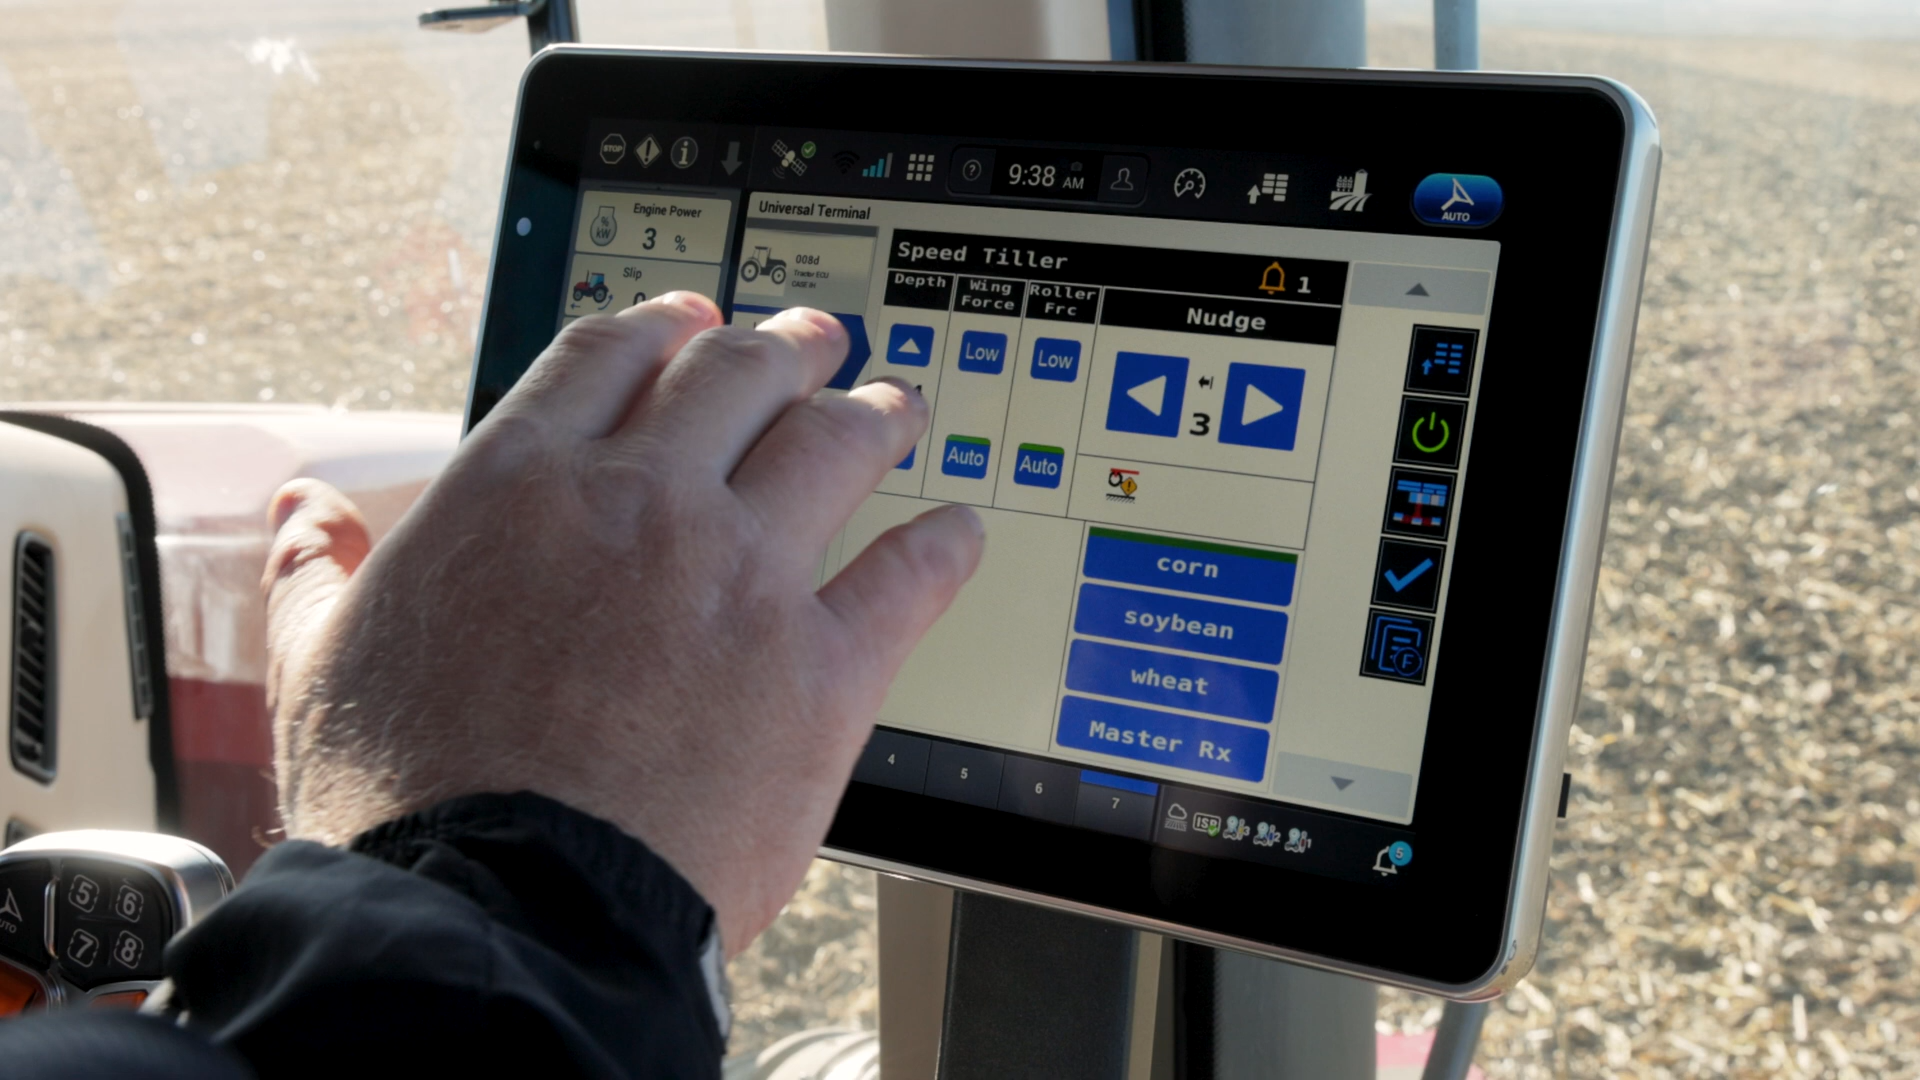 STOP
9:38 AM
AUTO
Engine Power
% kW
3 %
Slip
Universal Terminal
008d
Tractor ECU
CASE IH
Speed Tiller
1
Depth
Wing Force
Roller Frc
Nudge
Low
Low
3
Auto
Auto
corn
soybean
wheat
Master Rx
F
4
5
6
7
5
5
6
7
8